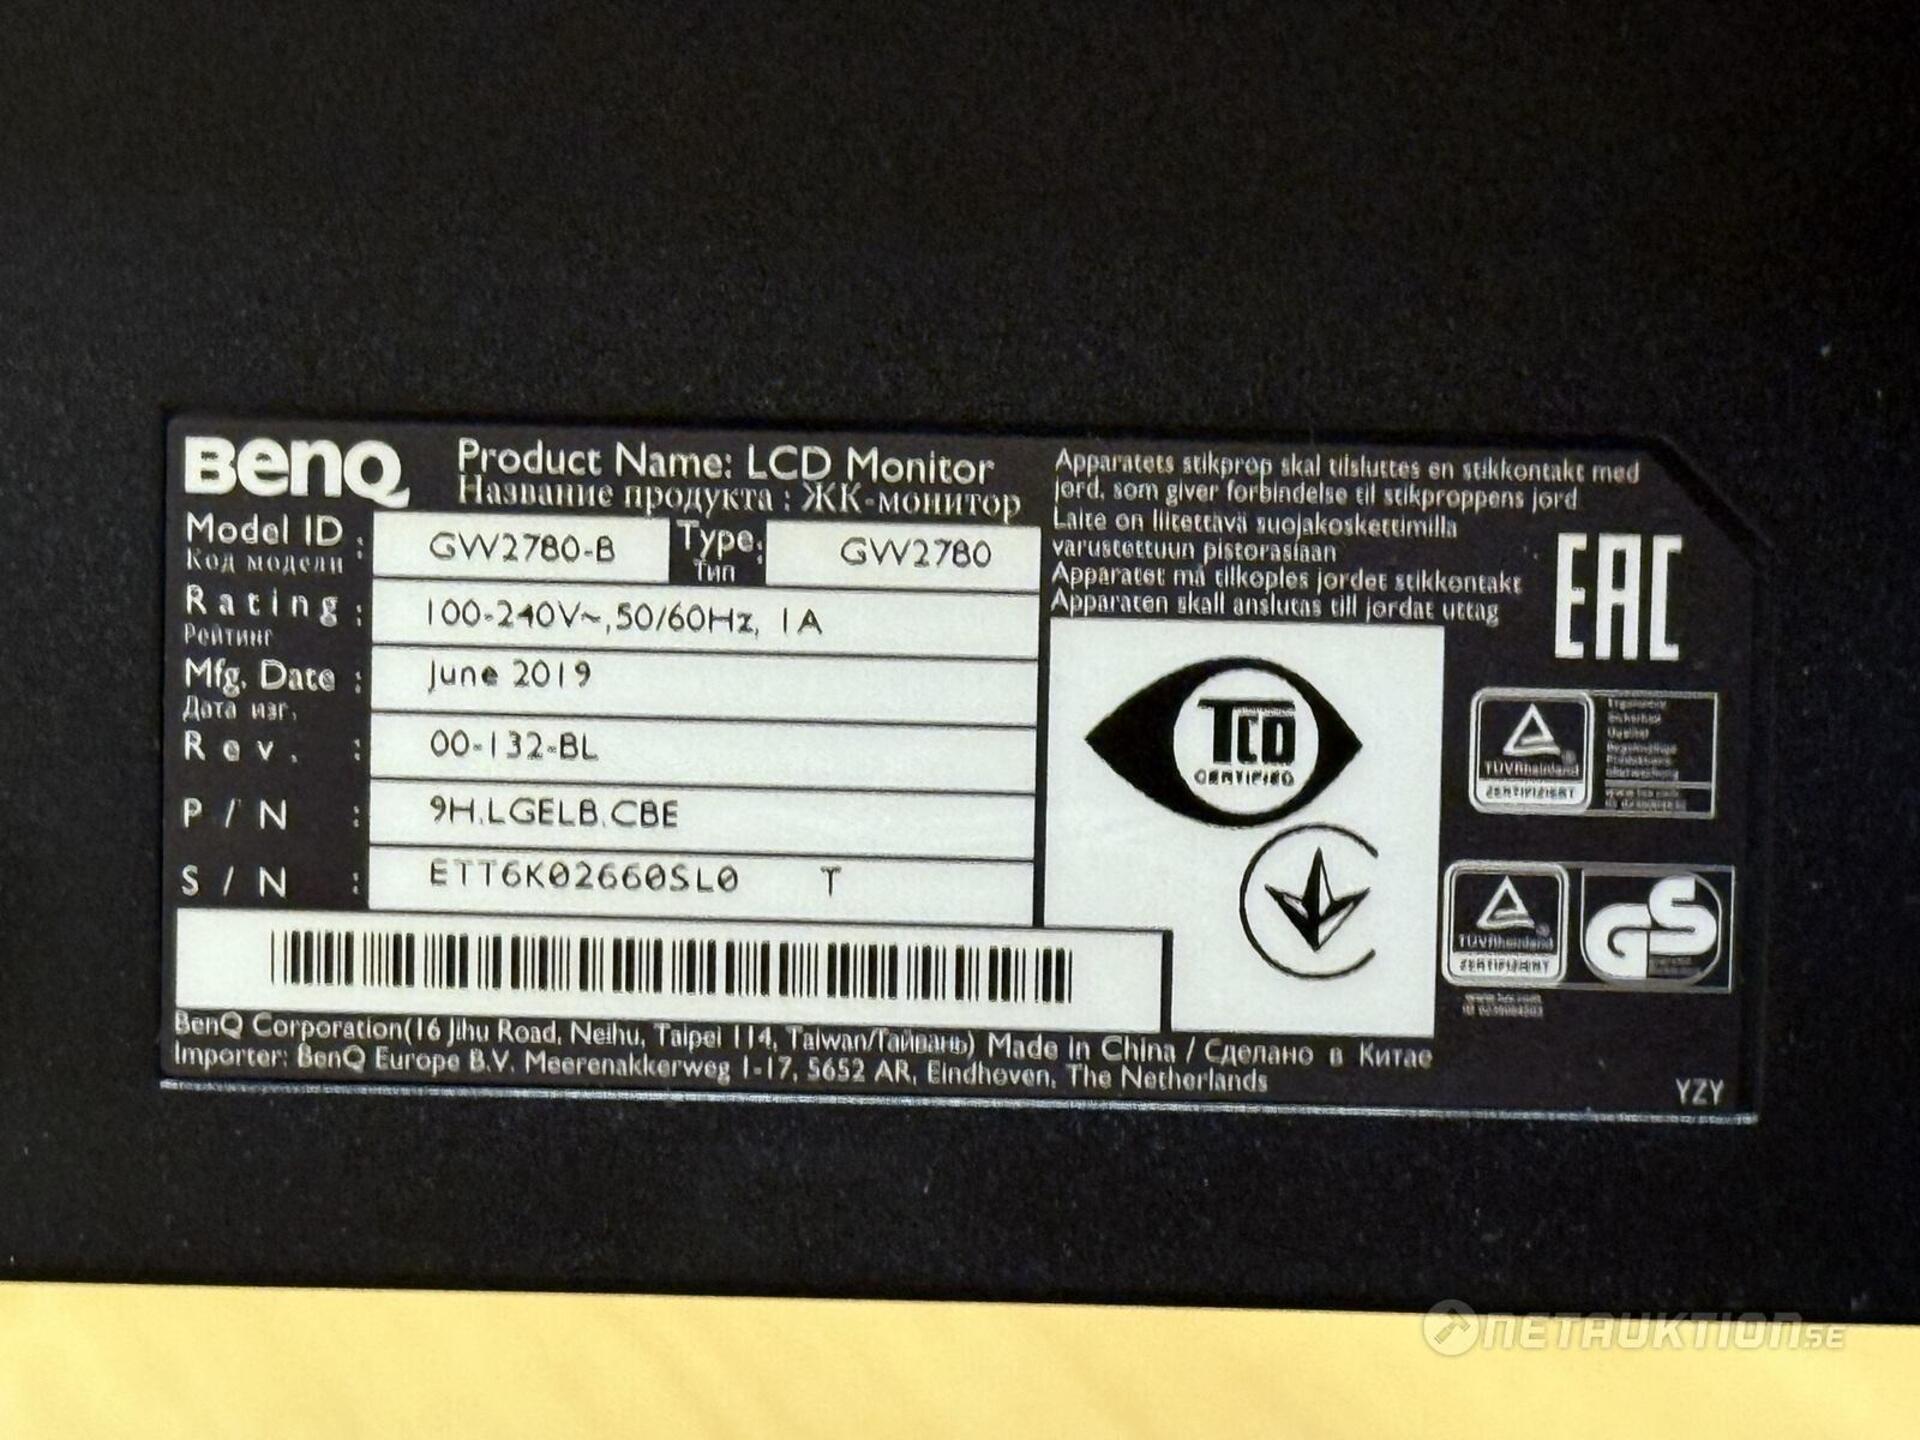 BenQ
Product Name: LCD Monitor
Название продукта : ЖК-монитор
Model ID : GW2780-B Type: GW2780
Код модели Тип
Rating : 100-240V~,50/60Hz, 1A
Рейтинг
Mfg. Date : June 2019
Дата изг.
Rev. : 00-132-BL
P/N : 9H.LGELB.CBE
S/N : ETT6K02660SL0 T
BenQ Corporation(16 Jihu Road, Neihu, Taipei 114, Taiwan/Тайвань) Made in China / Сделано в Китае
Importer: BenQ Europe B.V. Meerenakkerweg 1-17, 5652 AR, Eindhoven, The Netherlands
Apparatets stikprop skal tilsluttes en stikkontakt med
jord, som giver forbindelse til stikproppens jord
Laite on liitettävä suojakoskettimilla
varustettuun pistorasiaan
Apparatet må tilkoples jordet stikkontakt
Apparaten skall anslutas till jordat uttag
EAC
TCO
CERTIFIED
TÜVRheinland
ZERTIFIZIERT
TÜVRheinland
ZERTIFIZIERT
GS
YZY
NETAUKTION.SE